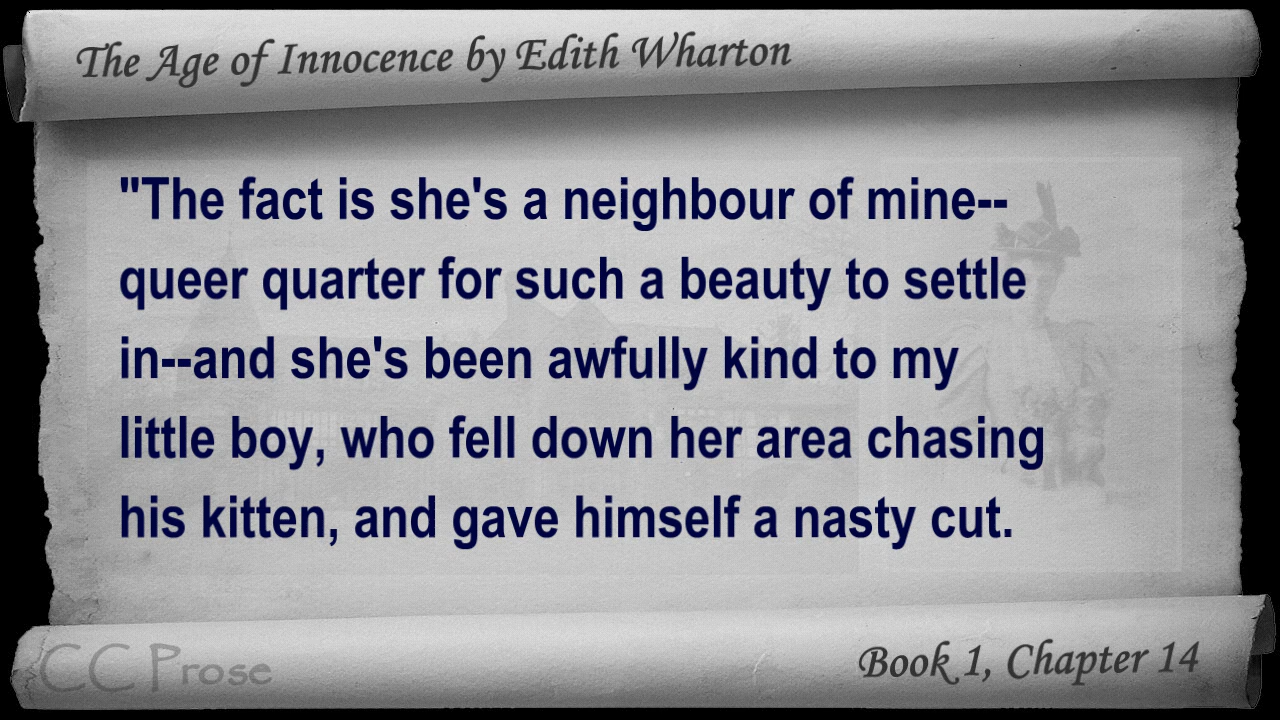 The Age of Innocence by Edith Wharton
"The fact is she's a neighbour of mine--
queer quarter for such a beauty to settle
in--and she's been awfully kind to my
little boy, who fell down her area chasing
his kitten, and gave himself a nasty cut.
CC Prose
Book 1, Chapter 14